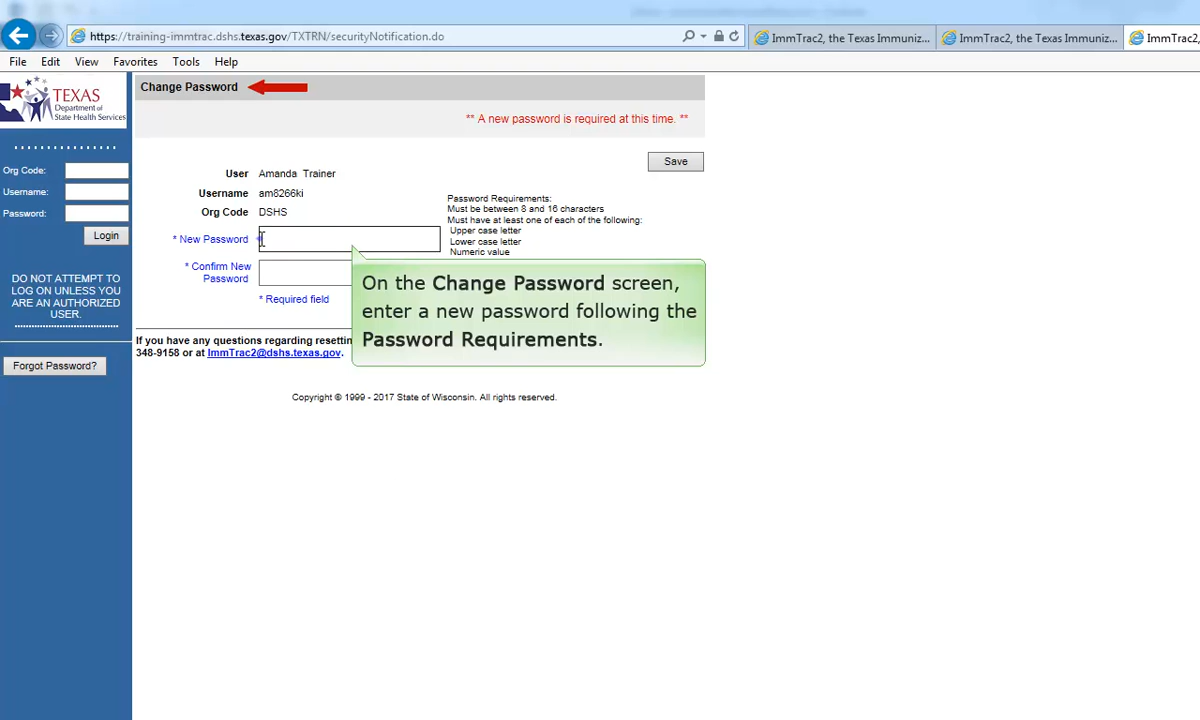 https://training-immtrac.dshs.texas.gov/TXTRN/securityNotification.do
ImmTrac2, the Texas Immuniz...
ImmTrac2, the Texas Immuniz...
ImmTrac2,
File Edit View Favorites Tools Help
TEXAS
Department of
State Health Services
Org Code:
Username:
Password:
Login
DO NOT ATTEMPT TO
LOG ON UNLESS YOU
ARE AN AUTHORIZED
USER.
Forgot Password?
Change Password
** A new password is required at this time. **
Save
User Amanda Trainer
Username am8266ki
Org Code DSHS
* New Password
* Confirm New
Password
* Required field
Password Requirements:
Must be between 8 and 16 characters
Must have at least one of each of the following:
Upper case letter
Lower case letter
Numeric value
On the Change Password screen,
enter a new password following the
Password Requirements.
If you have any questions regarding resetting
348-9158 or at ImmTrac2@dshs.texas.gov.
Copyright © 1999 - 2017 State of Wisconsin. All rights reserved.